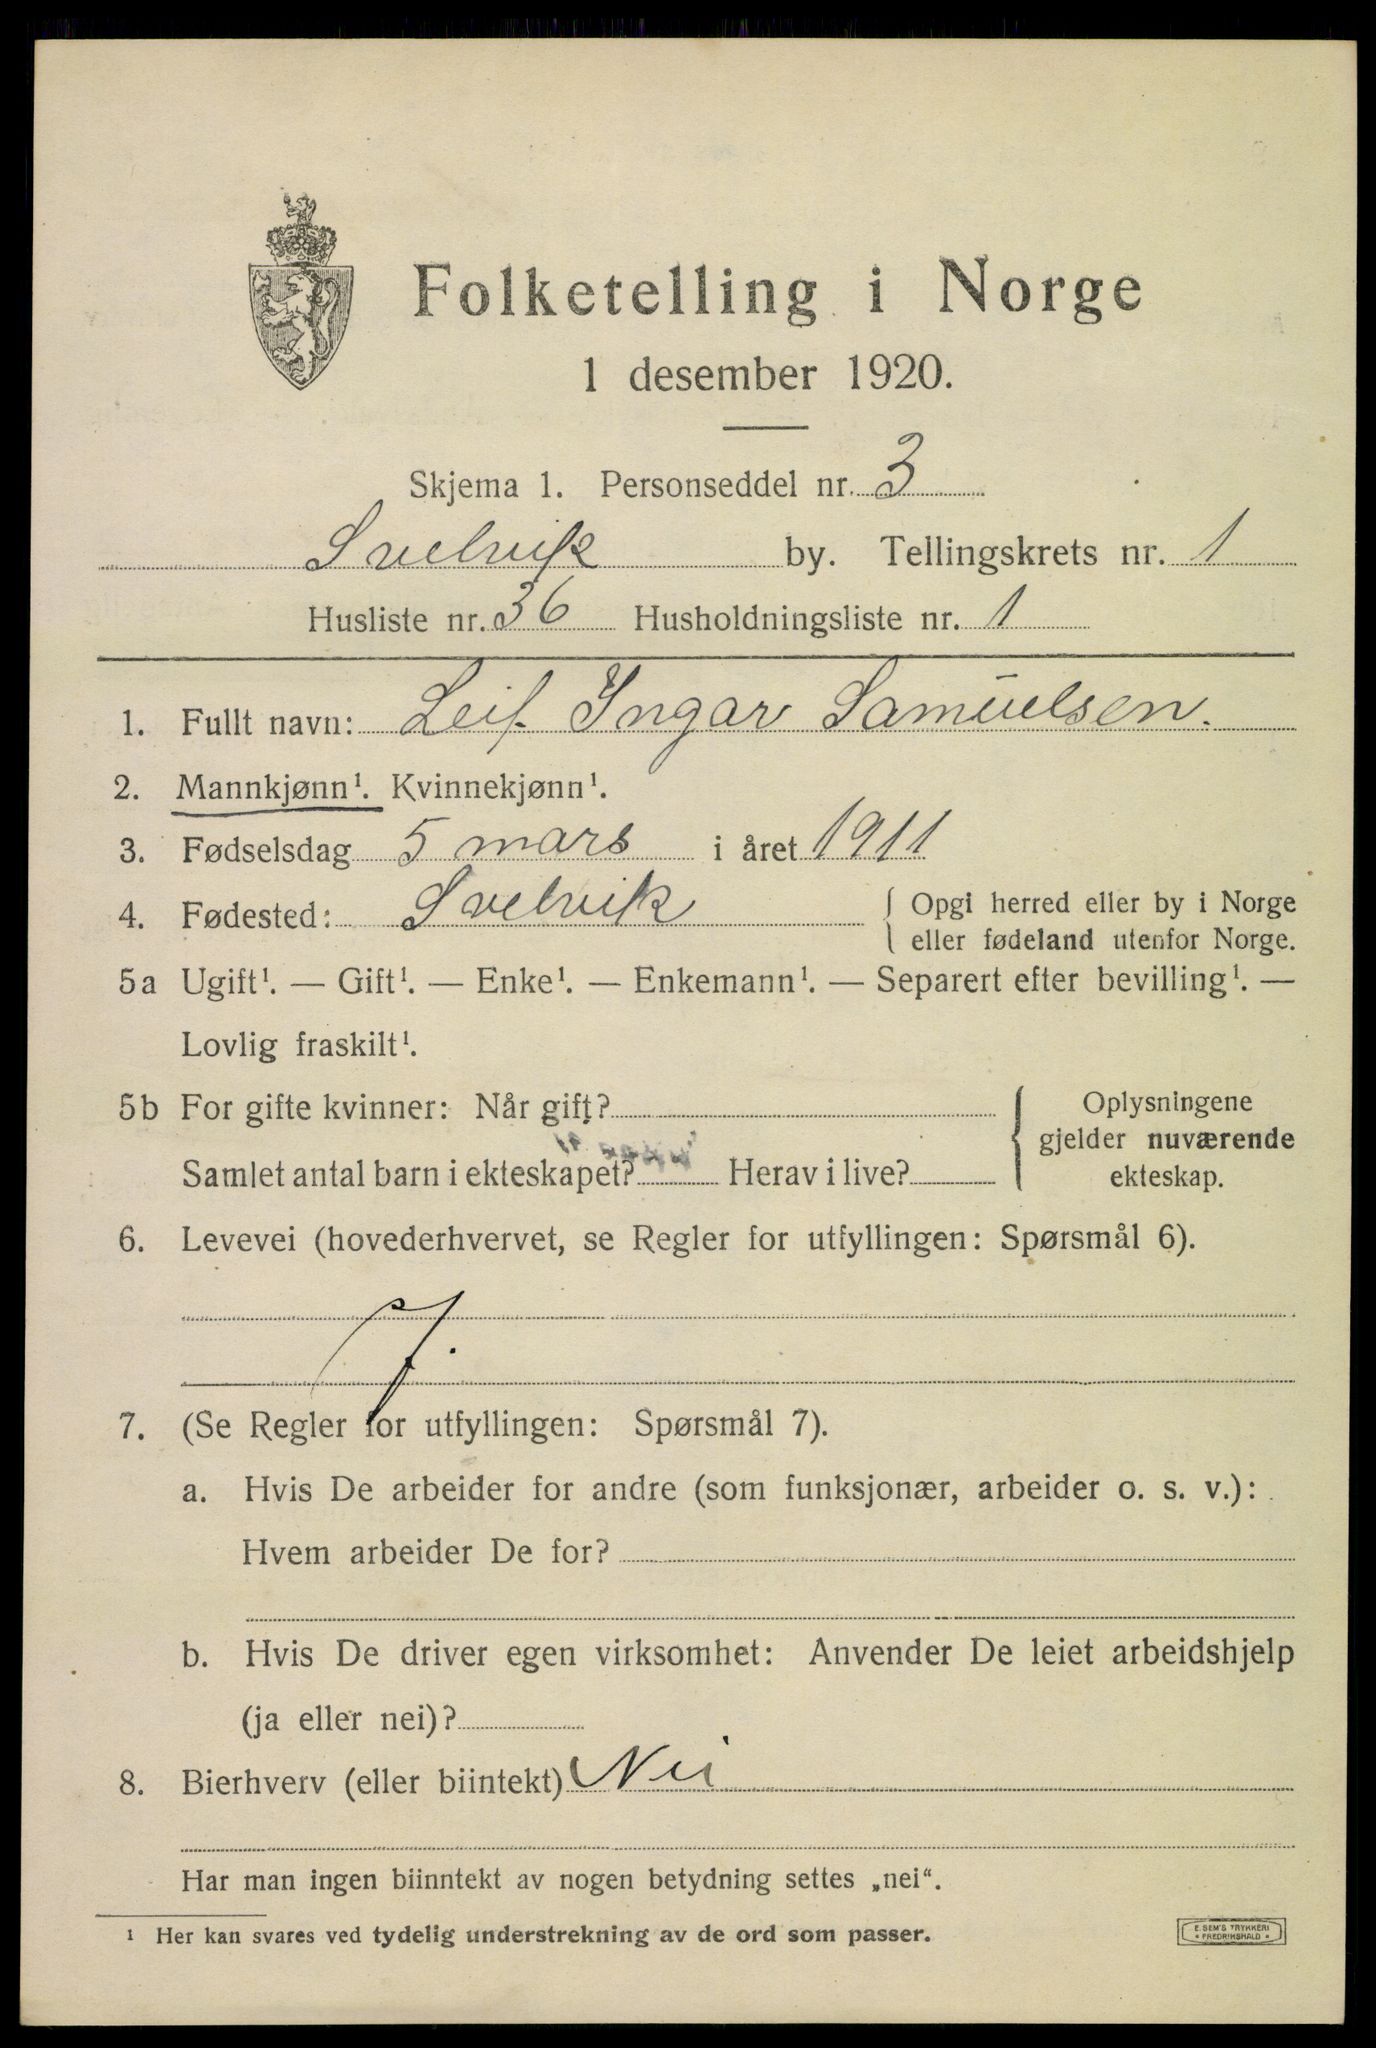 Folketelling i Norge
1 desember 1920.
Skjema 1. Personseddel nr. 3
Svelvik by. Tellingskrets nr. 1
Husliste nr. 36 Husholdningsliste nr. 1
1. Fullt navn: Leif Yngar Samuelsen.
2. Mannkjønn¹. Kvinnekjønn¹.
3. Fødselsdag 5 mars i året 1911
4. Fødested: Svelvik { Opgi herred eller by i Norge
eller fødeland utenfor Norge.
5a Ugift¹. — Gift¹. — Enke¹. — Enkemann¹. — Separert efter bevilling¹. —
Lovlig fraskilt¹.
5b For gifte kvinner: Når gift? { Oplysningene
gjelder nuværende
Samlet antal barn i ekteskapet? Herav i live? ekteskap.
6. Levevei (hovederhvervet, se Regler for utfyllingen: Spørsmål 6).
7. (Se Regler for utfyllingen: Spørsmål 7).
a. Hvis De arbeider for andre (som funksjonær, arbeider o. s. v.):
Hvem arbeider De for?
b. Hvis De driver egen virksomhet: Anvender De leiet arbeidshjelp
(ja eller nei)?
8. Bierhverv (eller biintekt) Nei
Har man ingen biinntekt av nogen betydning settes „nei“.
¹ Her kan svares ved tydelig understrekning av de ord som passer.
E. SEM'S TRYKKERI
* FREDRIKSHALD *